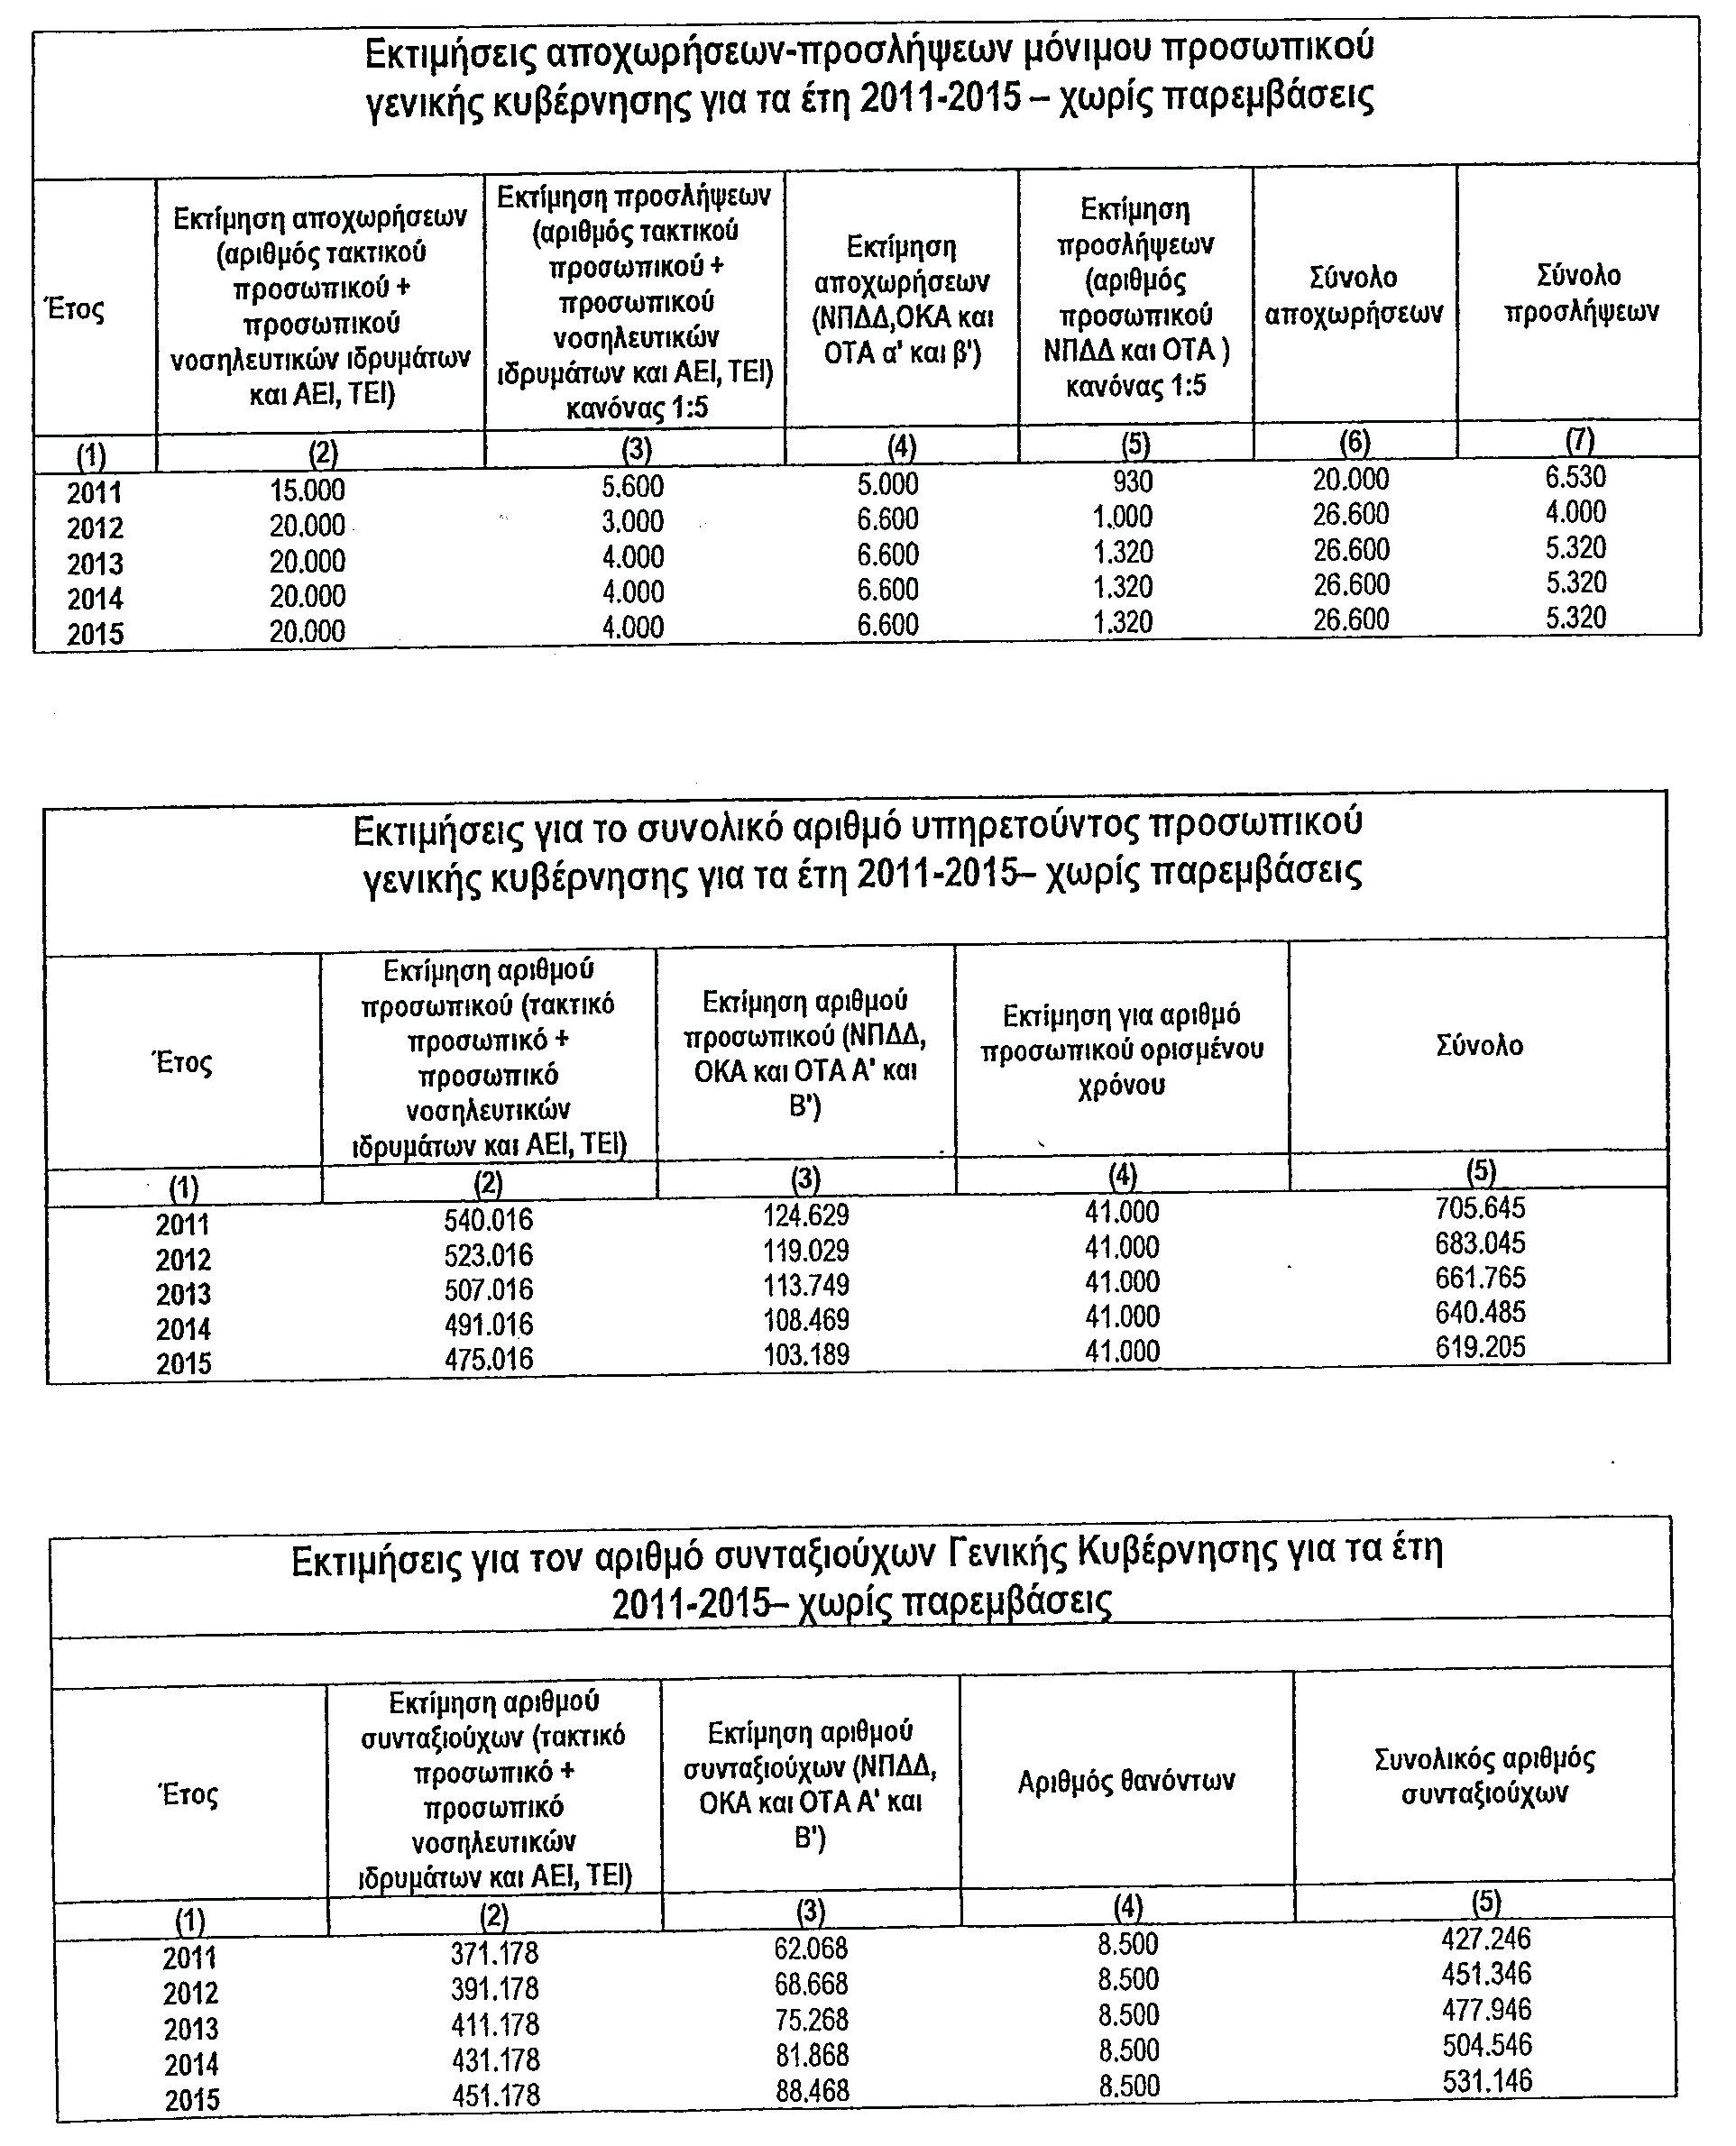 Εκτιμήσεις αποχωρήσεων-προσλήψεων μόνιμου προσωπικού
γενικής κυβέρνησης για τα έτη 2011-2015 – χωρίς παρεμβάσεις
Έτος
Εκτίμηση αποχωρήσεων
(αριθμός τακτικού
προσωπικού +
προσωπικού
νοσηλευτικών ιδρυμάτων
και ΑΕΙ, ΤΕΙ)
Εκτίμηση προσλήψεων
(αριθμός τακτικού
προσωπικού +
προσωπικού
νοσηλευτικών
ιδρυμάτων και ΑΕΙ, ΤΕΙ)
κανόνας 1:5
Εκτίμηση
αποχωρήσεων
(ΝΠΔΔ,ΟΚΑ και
ΟΤΑ α' και β')
Εκτίμηση
προσλήψεων
(αριθμός
προσωπικού
ΝΠΔΔ και ΟΤΑ )
κανόνας 1:5
Σύνολο
αποχωρήσεων
Σύνολο
προσλήψεων
(1) (2) (3) (4) (5) (6) (7)
2011 15.000 5.600 5.000 930 20.000 6.530
2012 20.000 3.000 6.600 1.000 26.600 4.000
2013 20.000 4.000 6.600 1.320 26.600 5.320
2014 20.000 4.000 6.600 1.320 26.600 5.320
2015 20.000 4.000 6.600 1.320 26.600 5.320
Εκτιμήσεις για το συνολικό αριθμό υπηρετούντος προσωπικού
γενικής κυβέρνησης για τα έτη 2011-2015– χωρίς παρεμβάσεις
Έτος
Εκτίμηση αριθμού
προσωπικού (τακτικό
προσωπικό +
προσωπικό
νοσηλευτικών
ιδρυμάτων και ΑΕΙ, ΤΕΙ)
Εκτίμηση αριθμού
προσωπικού (ΝΠΔΔ,
ΟΚΑ και ΟΤΑ Α' και
Β')
Εκτίμηση για αριθμό
προσωπικού ορισμένου
χρόνου
Σύνολο
(1) (2) (3) (4) (5)
2011 540.016 124.629 41.000 705.645
2012 523.016 119.029 41.000 683.045
2013 507.016 113.749 41.000 661.765
2014 491.016 108.469 41.000 640.485
2015 475.016 103.189 41.000 619.205
Εκτιμήσεις για τον αριθμό συνταξιούχων Γενικής Κυβέρνησης για τα έτη
2011-2015– χωρίς παρεμβάσεις
Έτος
Εκτίμηση αριθμού
συνταξιούχων (τακτικό
προσωπικό +
προσωπικό
νοσηλευτικών
ιδρυμάτων και ΑΕΙ, ΤΕΙ)
Εκτίμηση αριθμού
συνταξιούχων (ΝΠΔΔ,
ΟΚΑ και ΟΤΑ Α' και
Β')
Αριθμός θανόντων
Συνολικός αριθμός
συνταξιούχων
(1) (2) (3) (4) (5)
2011 371.178 62.068 8.500 427.246
2012 391.178 68.668 8.500 451.346
2013 411.178 75.268 8.500 477.946
2014 431.178 81.868 8.500 504.546
2015 451.178 88.468 8.500 531.146